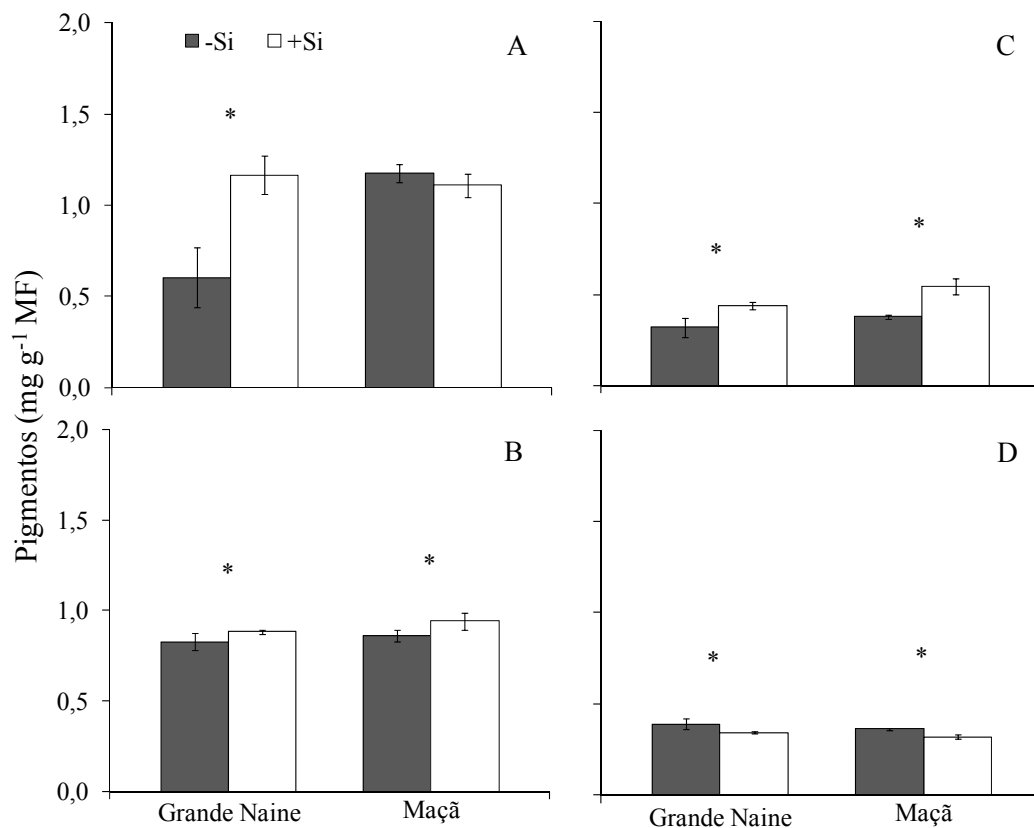 2,0
-Si +Si
A
1,5
*
1,0
0,5
0,0
C
*
*
Pigmentos (mg g-1 MF)
2,0
B
1,5
*
*
1,0
0,5
0,0
Grande Naine
Maçã
D
*
*
Grande Naine
Maçã